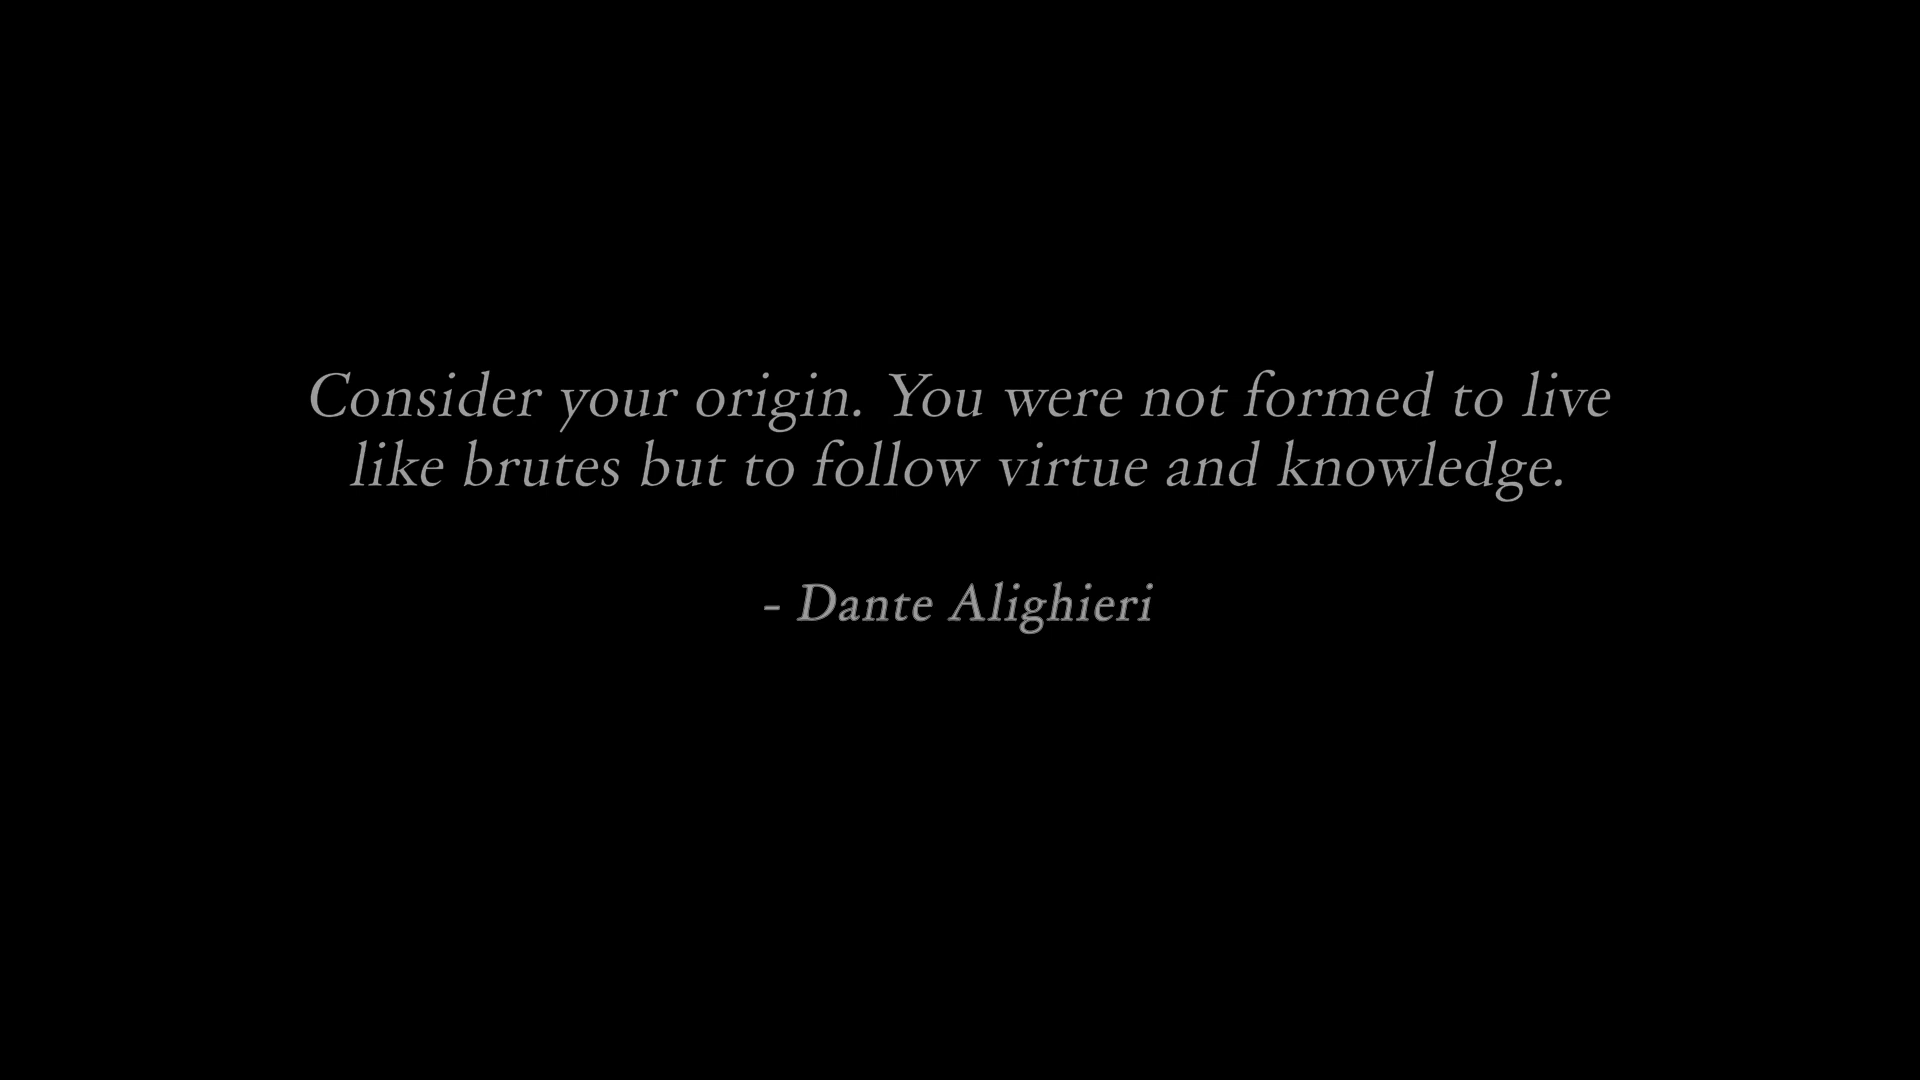 Consider your origin. You were not formed to live
like brutes but to follow virtue and knowledge.
- Dante Alighieri